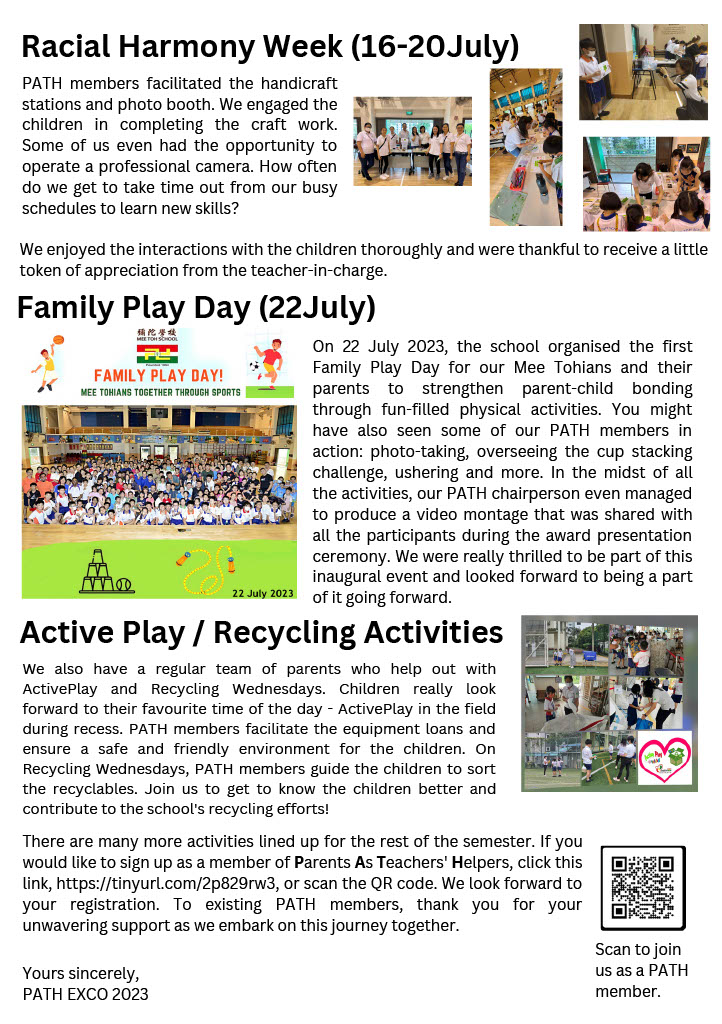 Racial Harmony Week (16-20July)
PATH members facilitated the handicraft
stations and photo booth. We engaged the
children in completing the craft work.
Some of us even had the opportunity to
operate a professional camera. How often
do we get to take time out from our busy
schedules to learn new skills?
We enjoyed the interactions with the children thoroughly and were thankful to receive a little
token of appreciation from the teacher-in-charge.
Family Play Day (22July)
彌陀學校
MEE TOH SCHOOL
FAMILY PLAY DAY!
MEE TOHIANS TOGETHER THROUGH SPORTS
22 July 2023
On 22 July 2023, the school organised the first
Family Play Day for our Mee Tohians and their
parents to strengthen parent-child bonding
through fun-filled physical activities. You might
have also seen some of our PATH members in
action: photo-taking, overseeing the cup stacking
challenge, ushering and more. In the midst of all
the activities, our PATH chairperson even managed
to produce a video montage that was shared with
all the participants during the award presentation
ceremony. We were really thrilled to be part of this
inaugural event and looked forward to being a part
of it going forward.
Active Play / Recycling Activities
We also have a regular team of parents who help out with
ActivePlay and Recycling Wednesdays. Children really look
forward to their favourite time of the day - ActivePlay in the field
during recess. PATH members facilitate the equipment loans and
ensure a safe and friendly environment for the children. On
Recycling Wednesdays, PATH members guide the children to sort
the recyclables. Join us to get to know the children better and
contribute to the school's recycling efforts!
There are many more activities lined up for the rest of the semester. If you
would like to sign up as a member of Parents As Teachers' Helpers, click this
link, https://tinyurl.com/2p829rw3, or scan the QR code. We look forward to
your registration. To existing PATH members, thank you for your
unwavering support as we embark on this journey together.
Yours sincerely,
PATH EXCO 2023
Scan to join
us as a PATH
member.